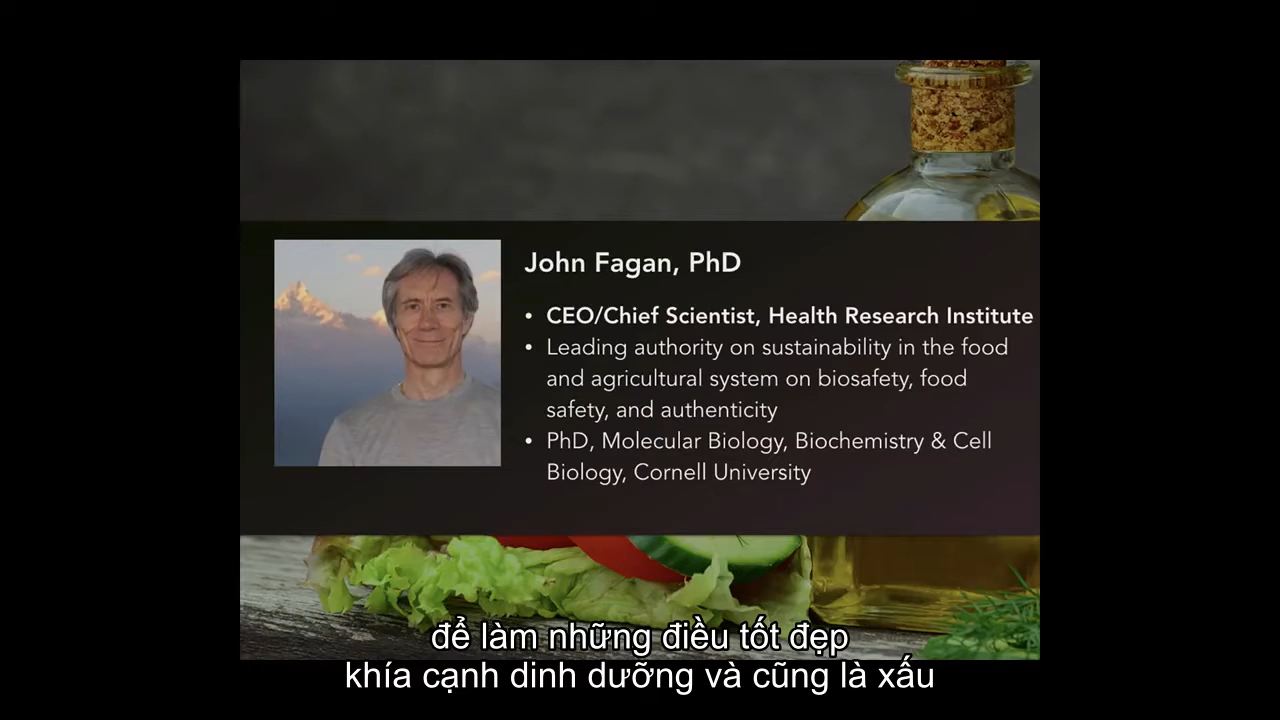 John Fagan, PhD
• CEO/Chief Scientist, Health Research Institute
• Leading authority on sustainability in the food
and agricultural system on biosafety, food
safety, and authenticity
• PhD, Molecular Biology, Biochemistry & Cell
Biology, Cornell University
để làm những điều tốt đẹp
khía cạnh dinh dưỡng và cũng là xấu